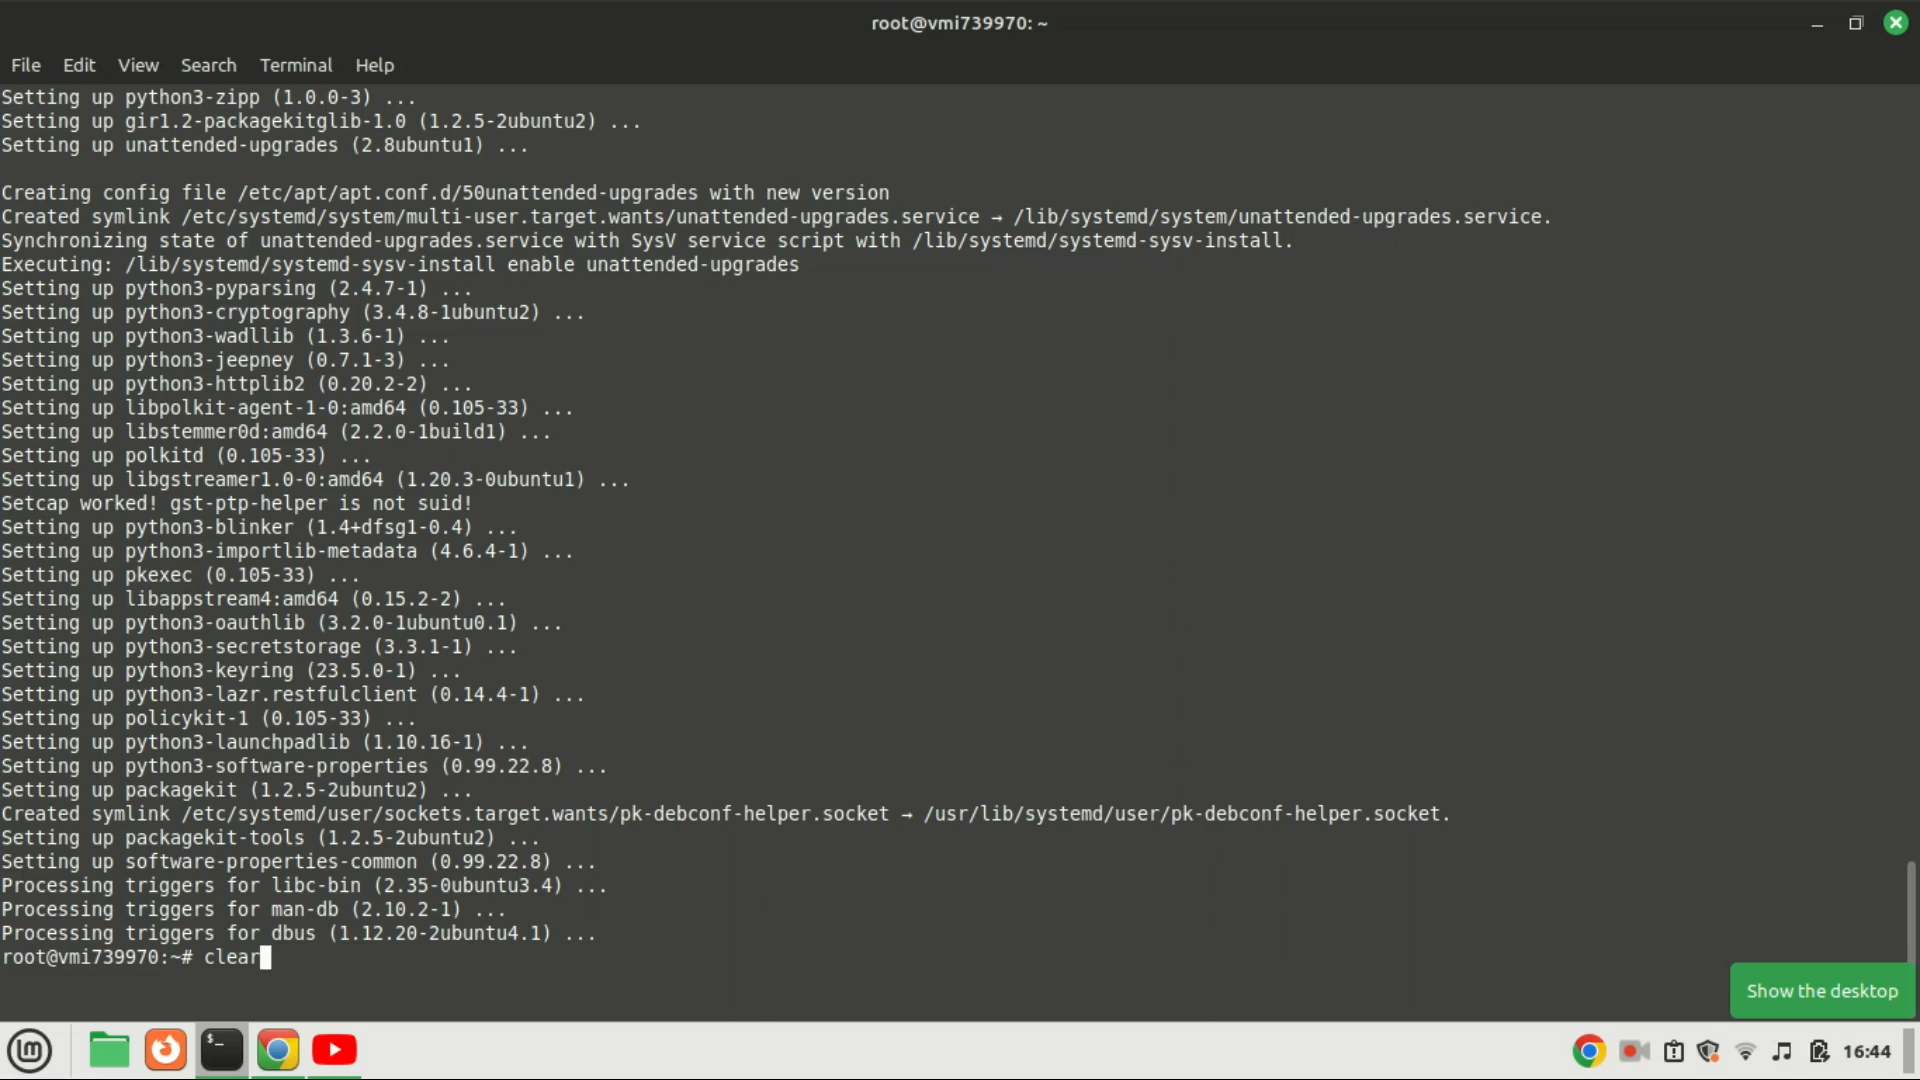 root@vmi739970: ~
File Edit View Search Terminal Help
Setting up python3-zipp (1.0.0-3) ...
Setting up gir1.2-packagekitglib-1.0 (1.2.5-2ubuntu2) ...
Setting up unattended-upgrades (2.8ubuntu1) ...
Creating config file /etc/apt/apt.conf.d/50unattended-upgrades with new version
Created symlink /etc/systemd/system/multi-user.target.wants/unattended-upgrades.service → /lib/systemd/system/unattended-upgrades.service.
Synchronizing state of unattended-upgrades.service with SysV service script with /lib/systemd/systemd-sysv-install.
Executing: /lib/systemd/systemd-sysv-install enable unattended-upgrades
Setting up python3-pyparsing (2.4.7-1) ...
Setting up python3-cryptography (3.4.8-1ubuntu2) ...
Setting up python3-wadllib (1.3.6-1) ...
Setting up python3-jeepney (0.7.1-3) ...
Setting up python3-httplib2 (0.20.2-2) ...
Setting up libpolkit-agent-1-0:amd64 (0.105-33) ...
Setting up libstemmer0d:amd64 (2.2.0-1build1) ...
Setting up polkitd (0.105-33) ...
Setting up libgstreamer1.0-0:amd64 (1.20.3-0ubuntu1) ...
Setcap worked! gst-ptp-helper is not suid!
Setting up python3-blinker (1.4+dfsg1-0.4) ...
Setting up python3-importlib-metadata (4.6.4-1) ...
Setting up pkexec (0.105-33) ...
Setting up libappstream4:amd64 (0.15.2-2) ...
Setting up python3-oauthlib (3.2.0-1ubuntu0.1) ...
Setting up python3-secretstorage (3.3.1-1) ...
Setting up python3-keyring (23.5.0-1) ...
Setting up python3-lazr.restfulclient (0.14.4-1) ...
Setting up policykit-1 (0.105-33) ...
Setting up python3-launchpadlib (1.10.16-1) ...
Setting up python3-software-properties (0.99.22.8) ...
Setting up packagekit (1.2.5-2ubuntu2) ...
Created symlink /etc/systemd/user/sockets.target.wants/pk-debconf-helper.socket → /usr/lib/systemd/user/pk-debconf-helper.socket.
Setting up packagekit-tools (1.2.5-2ubuntu2) ...
Setting up software-properties-common (0.99.22.8) ...
Processing triggers for libc-bin (2.35-0ubuntu3.4) ...
Processing triggers for man-db (2.10.2-1) ...
Processing triggers for dbus (1.12.20-2ubuntu4.1) ...
root@vmi739970:~# clear
Show the desktop
16:44